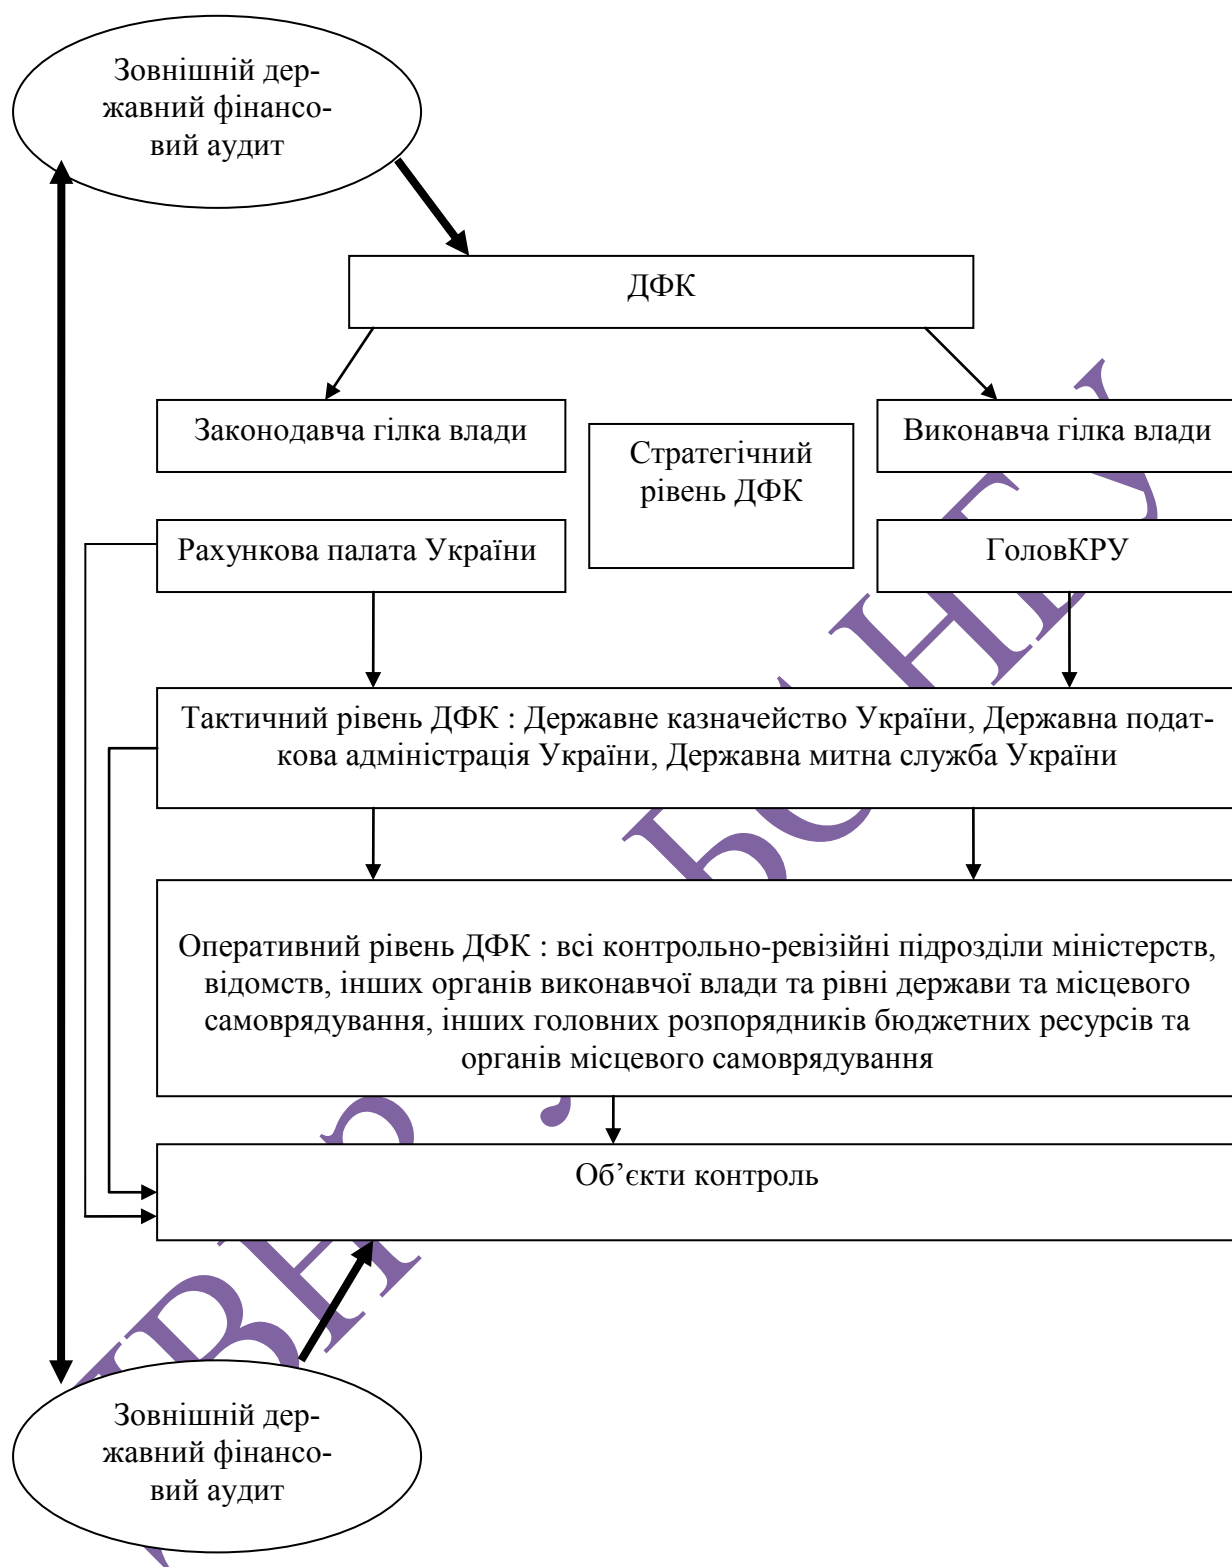 Зовнішній дер-
жавний фінансо-
вий аудит
ДФК
Законодавча гілка влади
Стратегічний
рівень ДФК
Виконавча гілка влади
Рахункова палата України
ГоловКРУ
Тактичний рівень ДФК : Державне казначейство України, Державна подат-
кова адміністрація України, Державна митна служба України
Оперативний рівень ДФК : всі контрольно-ревізійні підрозділи міністерств,
відомств, інших органів виконавчої влади та рівні держави та місцевого
самоврядування, інших головних розпорядників бюджетних ресурсів та
органів місцевого самоврядування
Об’єкти контроль
Зовнішній дер-
жавний фінансо-
вий аудит